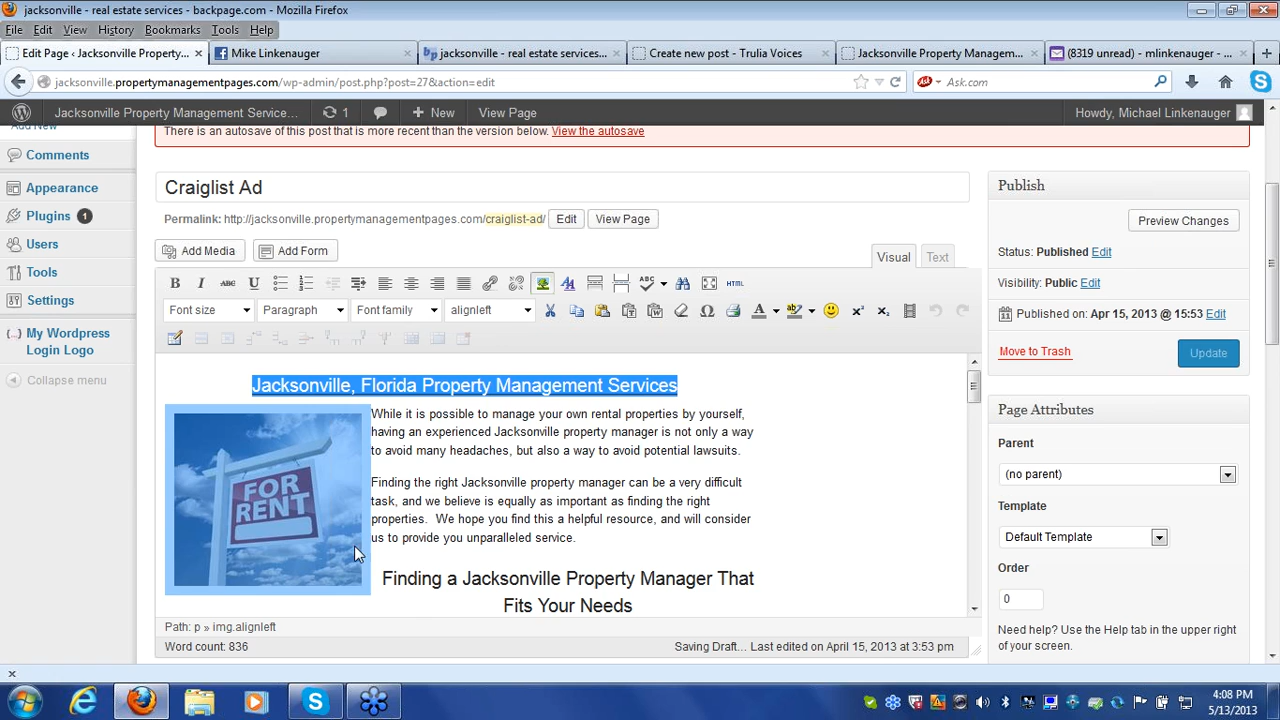 jacksonville - real estate services - backpage.com - Mozilla Firefox
File Edit View History Bookmarks Tools Help
Edit Page ‹ Jacksonville Property... × Mike Linkenauger × bp jacksonville - real estate services... × Create new post - Trulia Voices × Jacksonville Property Managem... × (8319 unread) - mlinkenauger - ... × +
jacksonville.propertymanagementpages.com/wp-admin/post.php?post=27&action=edit
Ask.com
Jacksonville Property Management Service... 1 + New View Page Howdy, Michael Linkenauger
Add New
There is an autosave of this post that is more recent than the version below. View the autosave
Comments
Appearance
Plugins 1
Users
Tools
Settings
My Wordpress
Login Logo
Collapse menu
Craiglist Ad
Permalink: http://jacksonville.propertymanagementpages.com/craiglist-ad/ Edit View Page
Add Media Add Form
Visual Text
B I ABC U ABC HTML
Font size Paragraph Font family alignleft
Jacksonville, Florida Property Management Services
FOR
RENT
While it is possible to manage your own rental properties by yourself,
having an experienced Jacksonville property manager is not only a way
to avoid many headaches, but also a way to avoid potential lawsuits.
Finding the right Jacksonville property manager can be a very difficult
task, and we believe is equally as important as finding the right
properties. We hope you find this a helpful resource, and will consider
us to provide you unparalleled service.
Finding a Jacksonville Property Manager That
Fits Your Needs
Path: p » img.alignleft
Word count: 836 Saving Draft... Last edited on April 15, 2013 at 3:53 pm
Publish
Preview Changes
Status: Published Edit
Visibility: Public Edit
Published on: Apr 15, 2013 @ 15:53 Edit
Move to Trash Update
Page Attributes
Parent
(no parent)
Template
Default Template
Order
0
Need help? Use the Help tab in the upper right
of your screen.
×
4:08 PM
5/13/2013